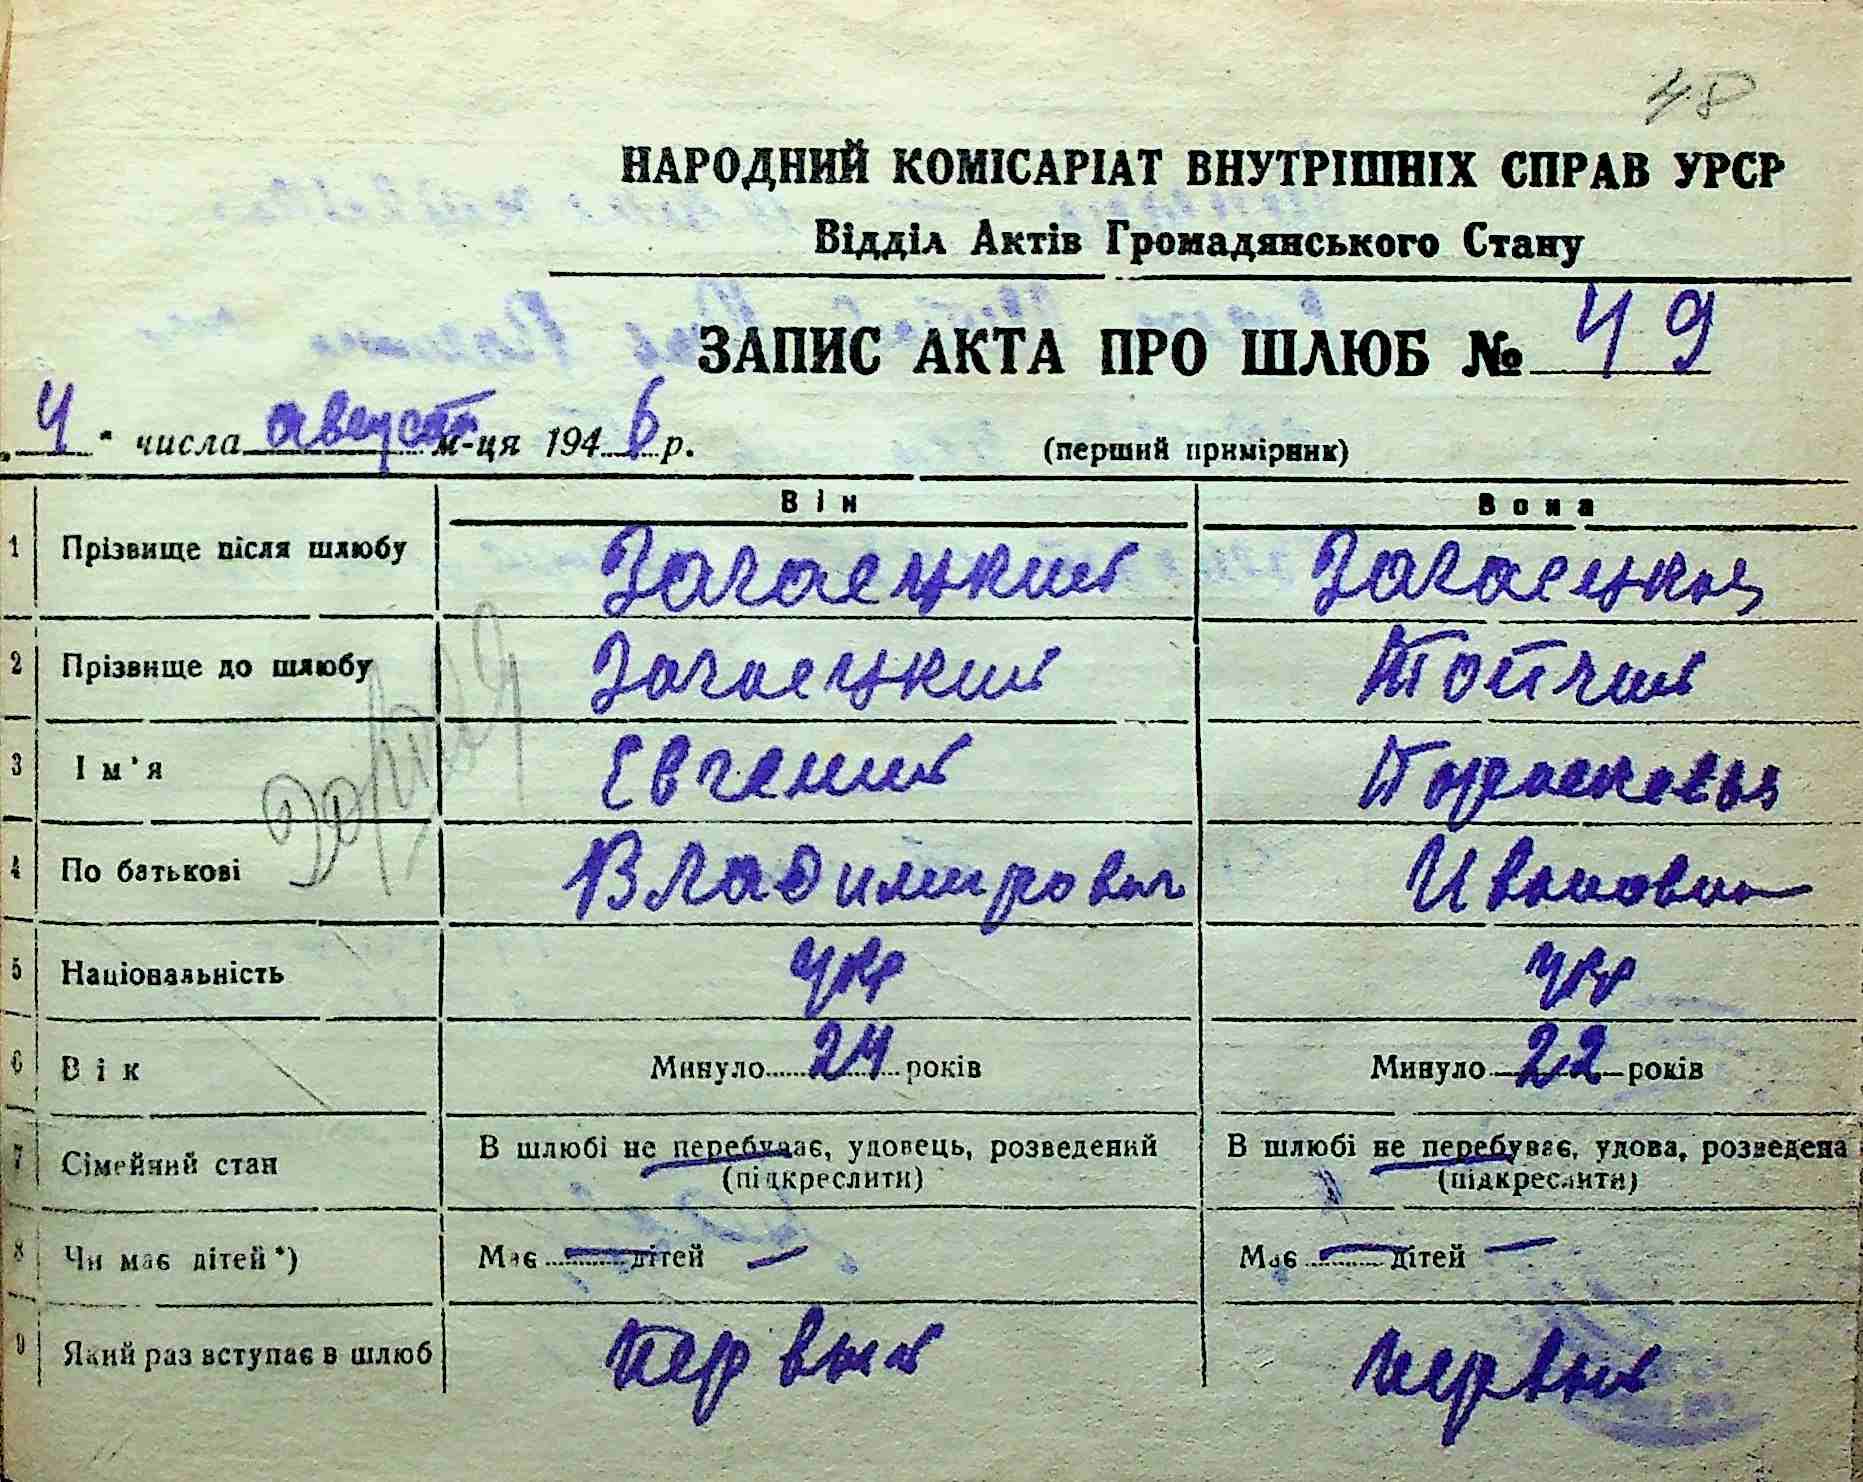 48
НАРОДНИЙ КОМІСАРІАТ ВНУТРІШНІХ СПРАВ УРСР
Відділ Актів Громадянського Стану
ЗАПИС АКТА ПРО ШЛЮБ № 49
„4“ числа август м-ця 1946 р. (перший примірник)
Він Вона
1 Прізвище після шлюбу Загаецкий Загаецкая
2 Прізвище до шлюбу Загаецкий Топчий
3 Ім'я Евгений Парасковья
4 По батькові Владимирович Ивановна
5 Національність укр укр
6 Вік Минуло 24 років Минуло 22 років
7 Сімейний стан В шлюбі не перебуває, удовець, розведений В шлюбі не перебуває, удова, розведена
(підкреслити) (підкреслити)
8 Чи має дітей*) Має — дітей — Має — дітей —
9 Який раз вступає в шлюб первый первый